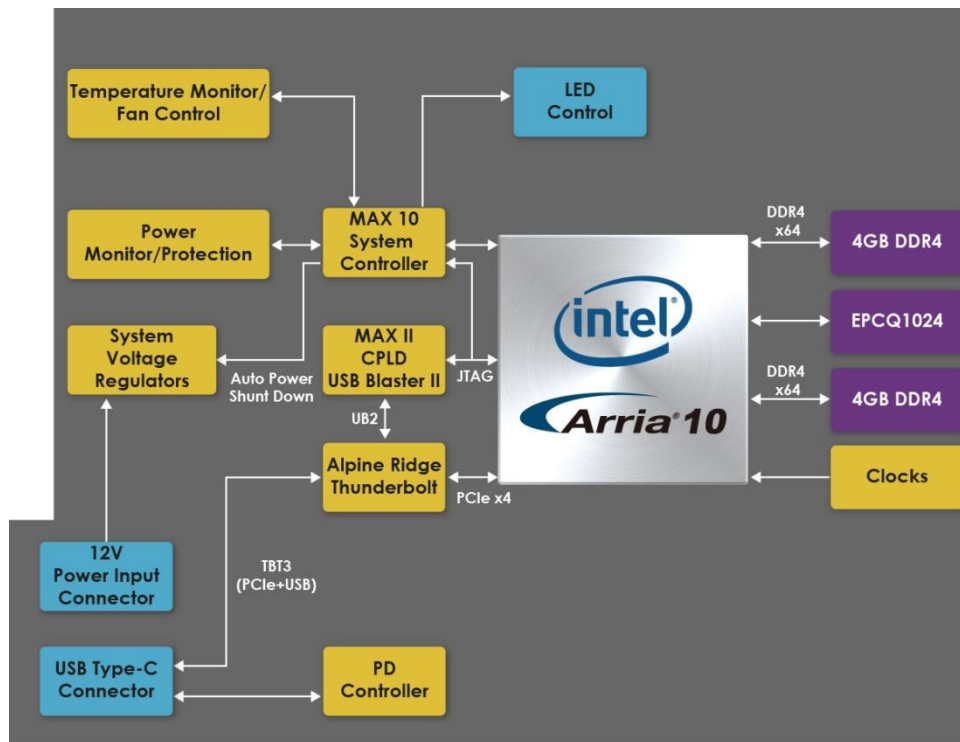 Temperature Monitor/
Fan Control
LED
Control
Power
Monitor/Protection
MAX 10
System
Controller
DDR4
x64
4GB DDR4
intel®
Arria® 10
EPCQ1024
System
Voltage
Regulators
Auto Power
Shunt Down
MAX II
CPLD
USB Blaster II
JTAG
DDR4
x64
4GB DDR4
UB2
Alpine Ridge
Thunderbolt
PCIe x4
Clocks
12V
Power Input
Connector
TBT3
(PCIe+USB)
USB Type-C
Connector
PD
Controller